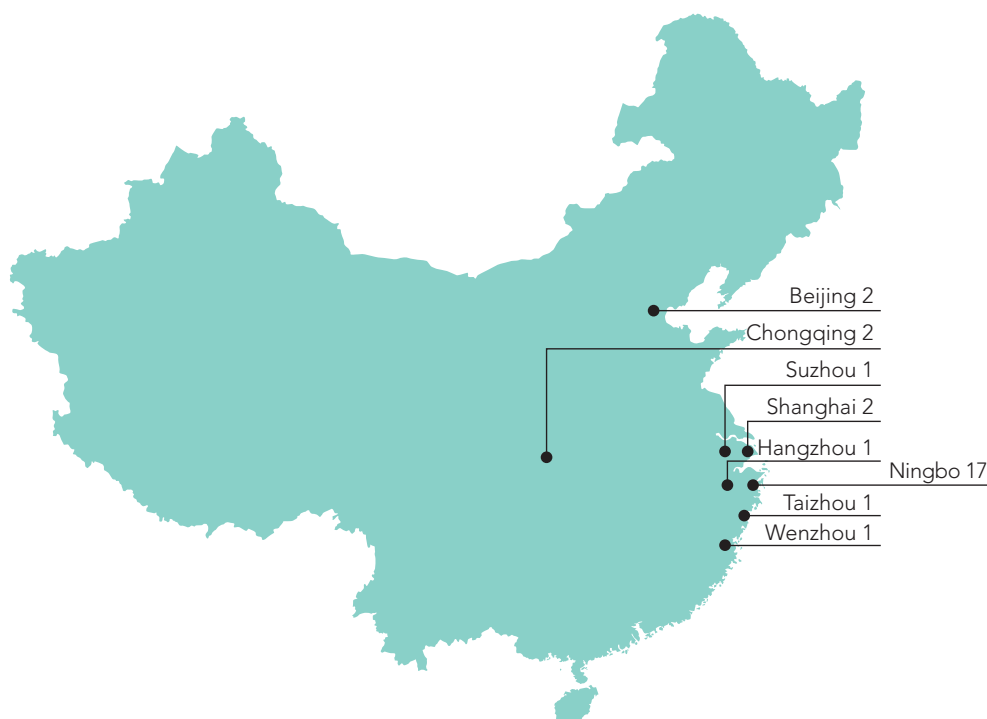 Beijing 2
Chongqing 2
Suzhou 1
Shanghai 2
Hangzhou 1
Ningbo 17
Taizhou 1
Wenzhou 1